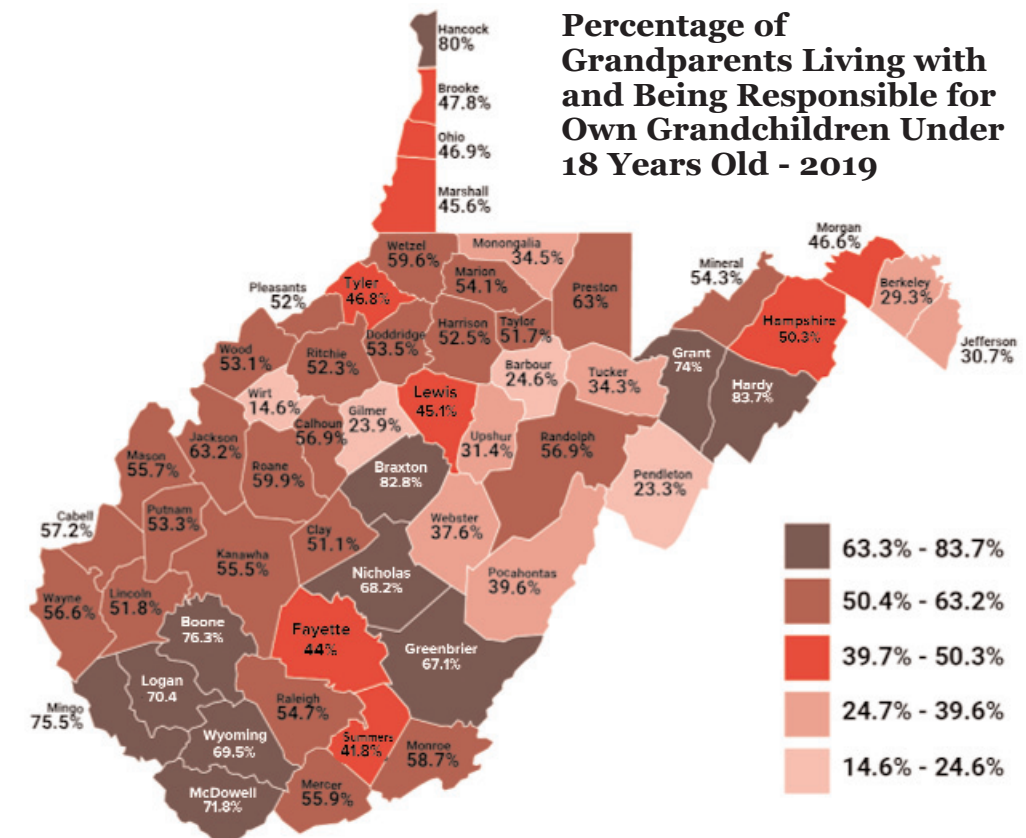 Percentage of
Grandparents Living with
and Being Responsible for
Own Grandchildren Under
18 Years Old - 2019
Hancock
80%
Brooke
47.8%
Ohio
46.9%
Marshall
45.6%
Wetzel
59.6%
Monongalia
34.5%
Marion
54.1%
Preston
63%
Morgan
46.6%
Mineral
54.3%
Berkeley
29.3%
Jefferson
30.7%
Hampshire
50.3%
Pleasants
52%
Tyler
46.8%
Doddridge
53.5%
Harrison
52.5%
Taylor
51.7%
Wood
53.1%
Ritchie
52.3%
Barbour
24.6%
Tucker
34.3%
Grant
74%
Hardy
83.7%
Wirt
14.6%
Calhoun
56.9%
Gilmer
23.9%
Lewis
45.1%
Upshur
31.4%
Randolph
56.9%
Pendleton
23.3%
Mason
55.7%
Jackson
63.2%
Roane
59.9%
Braxton
82.8%
Webster
37.6%
Cabell
57.2%
Putnam
53.3%
Kanawha
55.5%
Clay
51.1%
Nicholas
68.2%
Pocahontas
39.6%
Wayne
56.6%
Lincoln
51.8%
Boone
76.3%
Fayette
44%
Greenbrier
67.1%
Mingo
75.5%
Logan
70.4
Wyoming
69.5%
Raleigh
54.7%
Summers
41.8%
Monroe
58.7%
McDowell
71.8%
Mercer
55.9%
63.3% - 83.7%
50.4% - 63.2%
39.7% - 50.3%
24.7% - 39.6%
14.6% - 24.6%